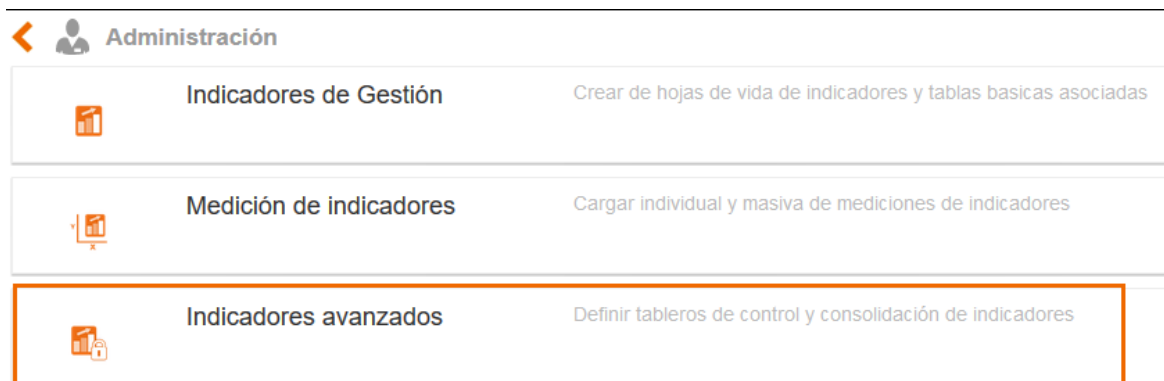 Administración
Indicadores de Gestión
Crear de hojas de vida de indicadores y tablas basicas asociadas
Y
X
Medición de indicadores
Cargar individual y masiva de mediciones de indicadores
Indicadores avanzados
Definir tableros de control y consolidación de indicadores